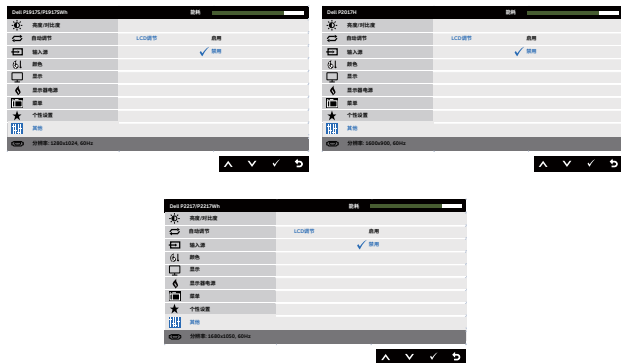 Dell P1917S/P1917SWh 能耗
亮度/对比度
自动调节 LCD调节 启用
输入源 禁用
颜色
显示
显示器电源
菜单
个性设置
其他
分辨率: 1280x1024, 60Hz
Dell P2017H 能耗
亮度/对比度
自动调节 LCD调节 启用
输入源 禁用
颜色
显示
显示器电源
菜单
个性设置
其他
分辨率: 1600x900, 60Hz
Dell P2217/P2217Wh 能耗
亮度/对比度
自动调节 LCD调节 启用
输入源 禁用
颜色
显示
显示器电源
菜单
个性设置
其他
分辨率: 1680x1050, 60Hz